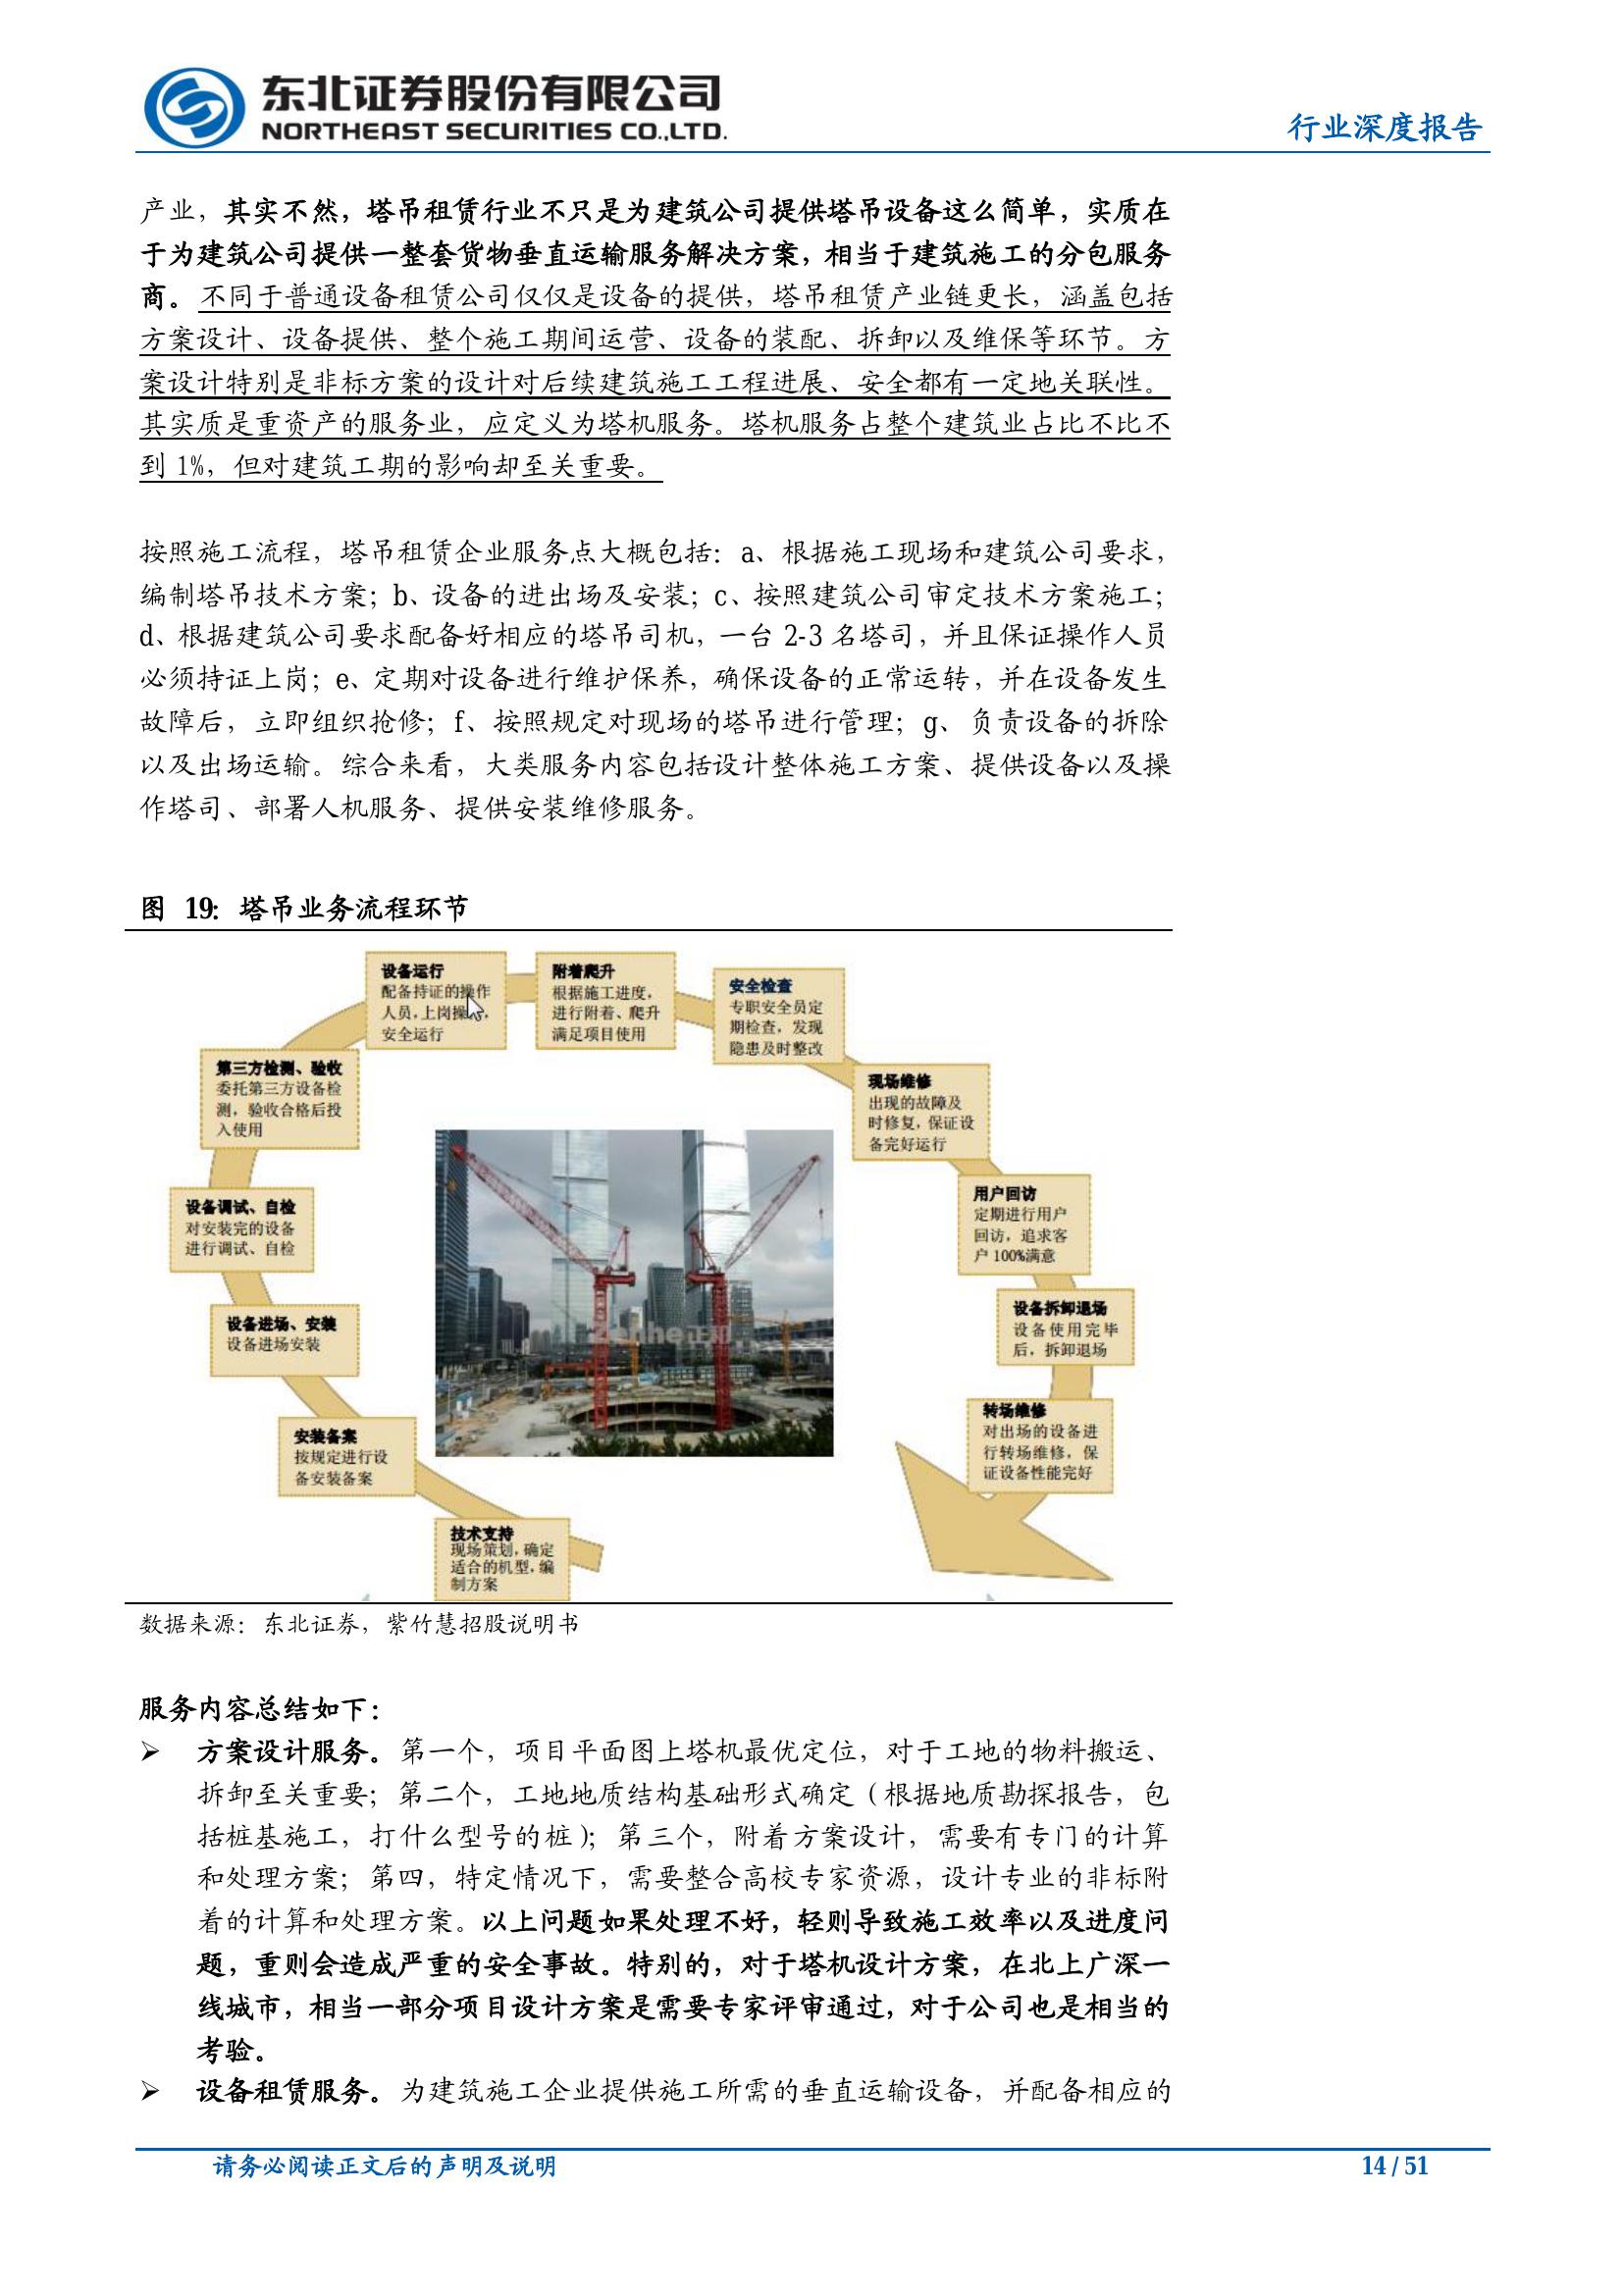 东北证券股份有限公司
NORTHEAST SECURITIES CO.,LTD.
行业深度报告
产业，其实不然，塔吊租赁行业不只是为建筑公司提供塔吊设备这么简单，实质在
于为建筑公司提供一整套货物垂直运输服务解决方案，相当于建筑施工的分包服务
商。不同于普通设备租赁公司仅仅是设备的提供，塔吊租赁产业链更长，涵盖包括
方案设计、设备提供、整个施工期间运营、设备的装配、拆卸以及维保等环节。方
案设计特别是非标方案的设计对后续建筑施工工程进展、安全都有一定地关联性。
其实质是重资产的服务业，应定义为塔机服务。塔机服务占整个建筑业占比不比不
到 1%，但对建筑工期的影响却至关重要。
按照施工流程，塔吊租赁企业服务点大概包括：a、根据施工现场和建筑公司要求，
编制塔吊技术方案；b、设备的进出场及安装；c、按照建筑公司审定技术方案施工；
d、根据建筑公司要求配备好相应的塔吊司机，一台 2-3 名塔司，并且保证操作人员
必须持证上岗；e、定期对设备进行维护保养，确保设备的正常运转，并在设备发生
故障后，立即组织抢修；f、按照规定对现场的塔吊进行管理；g、 负责设备的拆除
以及出场运输。综合来看，大类服务内容包括设计整体施工方案、提供设备以及操
作塔司、部署人机服务、提供安装维修服务。
图 19：塔吊业务流程环节
设备运行
配备持证的操作
人员，上岗操，
安全运行
附着爬升
根据施工进度，
进行附着、爬升
满足项目使用
安全检查
专职安全员定
期检查，发现
隐患及时整改
第三方检测、验收
委托第三方设备检
测，验收合格后投
入使用
现场维修
出现的故障及
时修复，保证设
备完好运行
设备调试、自检
对安装完的设备
进行调试、自检
用户回访
定期进行用户
回访，追求客
户 100%满意
设备进场、安装
设备进场安装
设备拆卸退场
设备使用完毕
后，拆卸退场
安装备案
按规定进行设
备安装备案
转场维修
对出场的设备进
行转场维修，保
证设备性能完好
技术支持
现场策划，确定
适合的机型，编
制方案
数据来源：东北证券，紫竹慧招股说明书
服务内容总结如下：
➢ 方案设计服务。第一个，项目平面图上塔机最优定位，对于工地的物料搬运、
拆卸至关重要；第二个，工地地质结构基础形式确定（根据地质勘探报告，包
括桩基施工，打什么型号的桩）；第三个，附着方案设计，需要有专门的计算
和处理方案；第四，特定情况下，需要整合高校专家资源，设计专业的非标附
着的计算和处理方案。以上问题如果处理不好，轻则导致施工效率以及进度问
题，重则会造成严重的安全事故。特别的，对于塔机设计方案，在北上广深一
线城市，相当一部分项目设计方案是需要专家评审通过，对于公司也是相当的
考验。
➢ 设备租赁服务。为建筑施工企业提供施工所需的垂直运输设备，并配备相应的
请务必阅读正文后的声明及说明
14 / 51